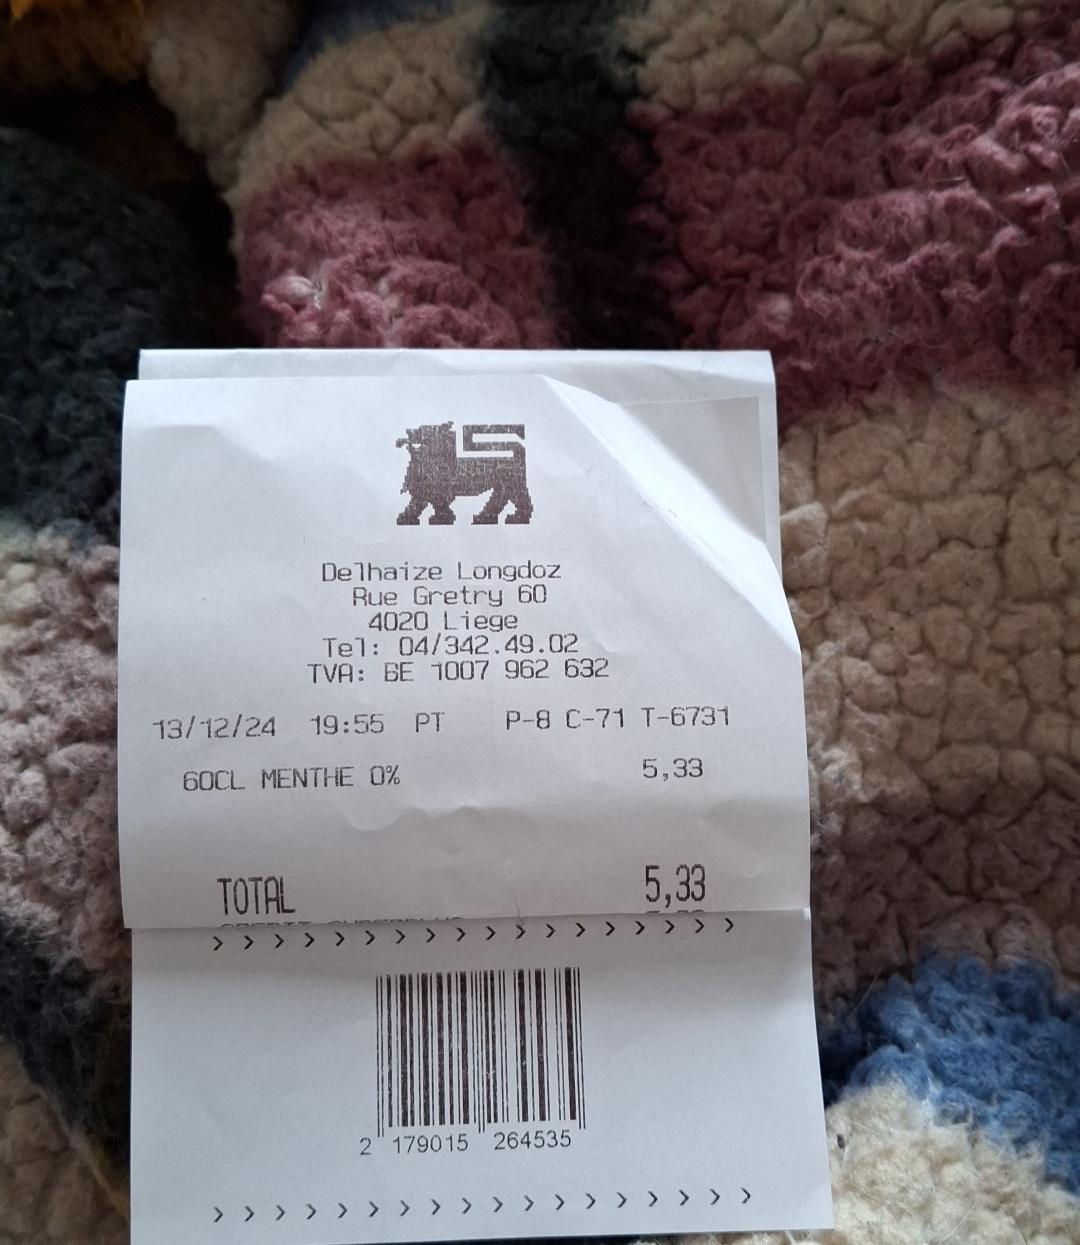 Delhaize Longdoz
Rue Gretry 60
4020 Liege
Tel: 04/342.49.02
TVA: BE 1007 962 632
13/12/24 19:55 PT P-8 C-71 T-6731
60CL MENTHE 0% 5,33
TOTAL 5,33
> > > > > > > > > > > > > > > > > >
2 179015 264535
> > > > > > > > > > > > > > > > > >